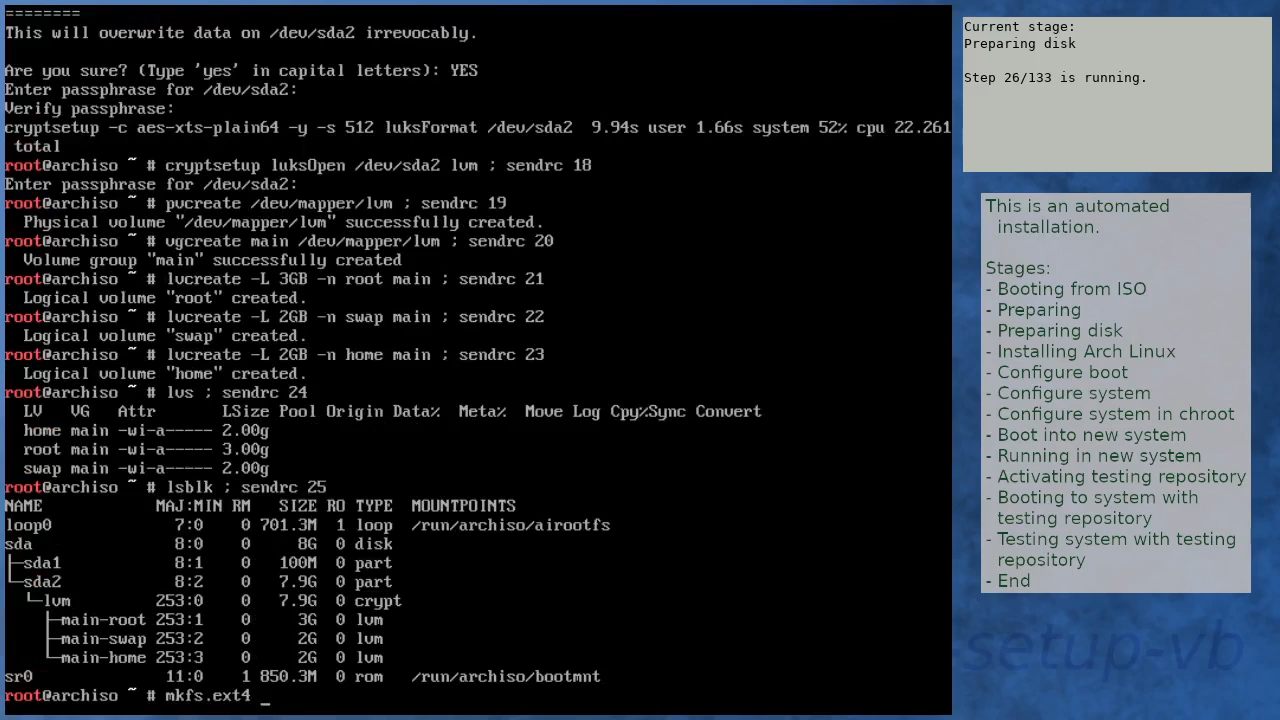 ========
This will overwrite data on /dev/sda2 irrevocably.
Are you sure? (Type 'yes' in capital letters): YES
Enter passphrase for /dev/sda2:
Verify passphrase:
cryptsetup -c aes-xts-plain64 -y -s 512 luksFormat /dev/sda2  9.94s user 1.66s system 52% cpu 22.261
 total
root@archiso ~ # cryptsetup luksOpen /dev/sda2 lvm ; sendrc 18
Enter passphrase for /dev/sda2:
root@archiso ~ # pvcreate /dev/mapper/lvm ; sendrc 19
  Physical volume "/dev/mapper/lvm" successfully created.
root@archiso ~ # vgcreate main /dev/mapper/lvm ; sendrc 20
  Volume group "main" successfully created
root@archiso ~ # lvcreate -L 3GB -n root main ; sendrc 21
  Logical volume "root" created.
root@archiso ~ # lvcreate -L 2GB -n swap main ; sendrc 22
  Logical volume "swap" created.
root@archiso ~ # lvcreate -L 2GB -n home main ; sendrc 23
  Logical volume "home" created.
root@archiso ~ # lvs ; sendrc 24
  LV   VG   Attr       LSize Pool Origin Data%  Meta%  Move Log Cpy%Sync Convert
  home main -wi-a----- 2.00g
  root main -wi-a----- 3.00g
  swap main -wi-a----- 2.00g
root@archiso ~ # lsblk ; sendrc 25
NAME            MAJ:MIN RM   SIZE RO TYPE  MOUNTPOINTS
loop0             7:0    0 701.3M  1 loop  /run/archiso/airootfs
sda               8:0    0     8G  0 disk
├─sda1            8:1    0   100M  0 part
└─sda2            8:2    0   7.9G  0 part
  └─lvm         253:0    0   7.9G  0 crypt
    ├─main-root 253:1    0     3G  0 lvm
    ├─main-swap 253:2    0     2G  0 lvm
    └─main-home 253:3    0     2G  0 lvm
sr0              11:0    1 850.3M  0 rom   /run/archiso/bootmnt
root@archiso ~ # mkfs.ext4 _
Current stage:
Preparing disk
Step 26/133 is running.
This is an automated
installation.
Stages:
- Booting from ISO
- Preparing
- Preparing disk
- Installing Arch Linux
- Configure boot
- Configure system
- Configure system in chroot
- Boot into new system
- Running in new system
- Activating testing repository
- Booting to system with
testing repository
- Testing system with testing
repository
- End
setup-vb